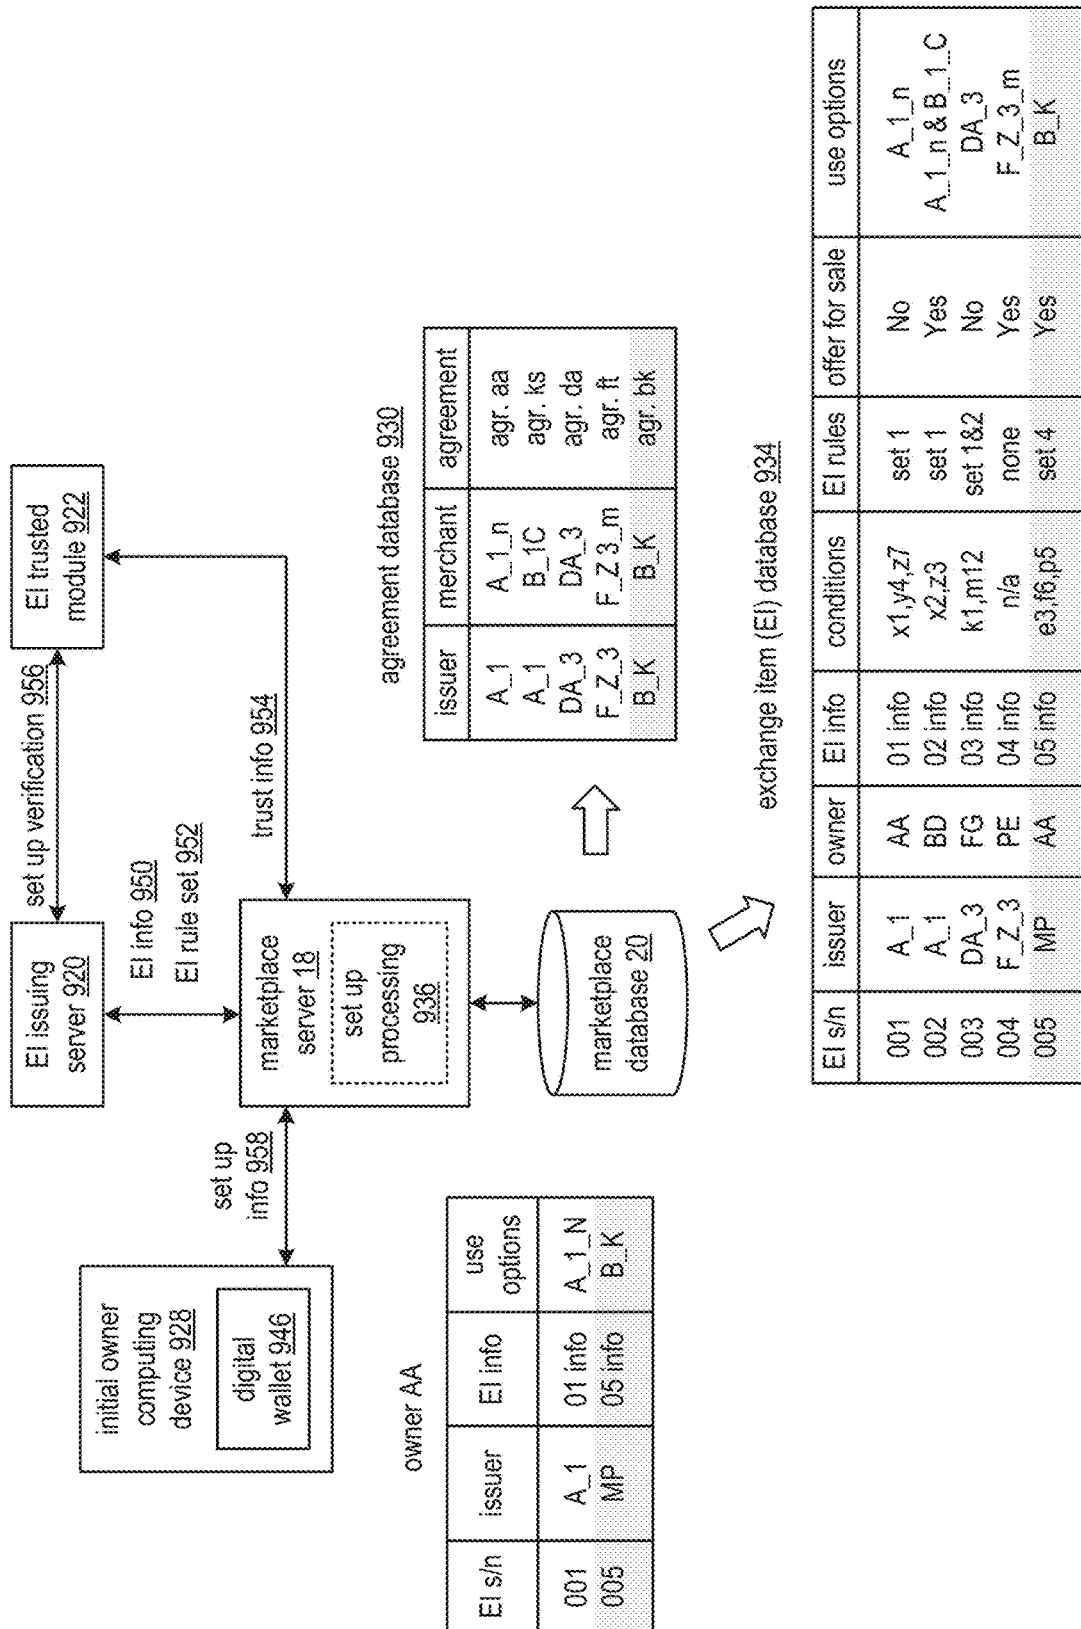 initial owner
computing
device 928
digital
wallet 946
set up
info 958
EI issuing
server 920
set up verification 956
EI trusted
module 922
EI info 950
EI rule set 952
trust info 954
marketplace
server 18
set up
processing
936
marketplace
database 20
owner AA
EI s/n issuer EI info use options
001 A_1 01 info A_1_N
005 MP 05 info B_K
agreement database 930
issuer merchant agreement
A_1 A_1_n agr. aa
A_1 B_1C agr. ks
DA_3 DA_3 agr. da
F_Z_3 F_Z 3_m agr. ft
B_K B_K agr. bk
exchange item (EI) database 934
EI s/n issuer owner EI info conditions EI rules offer for sale use options
001 A_1 AA 01 info x1,y4,z7 set 1 No A_1_n
002 A_1 BD 02 info x2,z3 set 1 Yes A_1_n & B_1_C
003 DA_3 FG 03 info k1,m12 set 1&2 No DA_3
004 F_Z_3 PE 04 info n/a none Yes F_Z_3_m
005 MP AA 05 info e3,f6,p5 set 4 Yes B_K